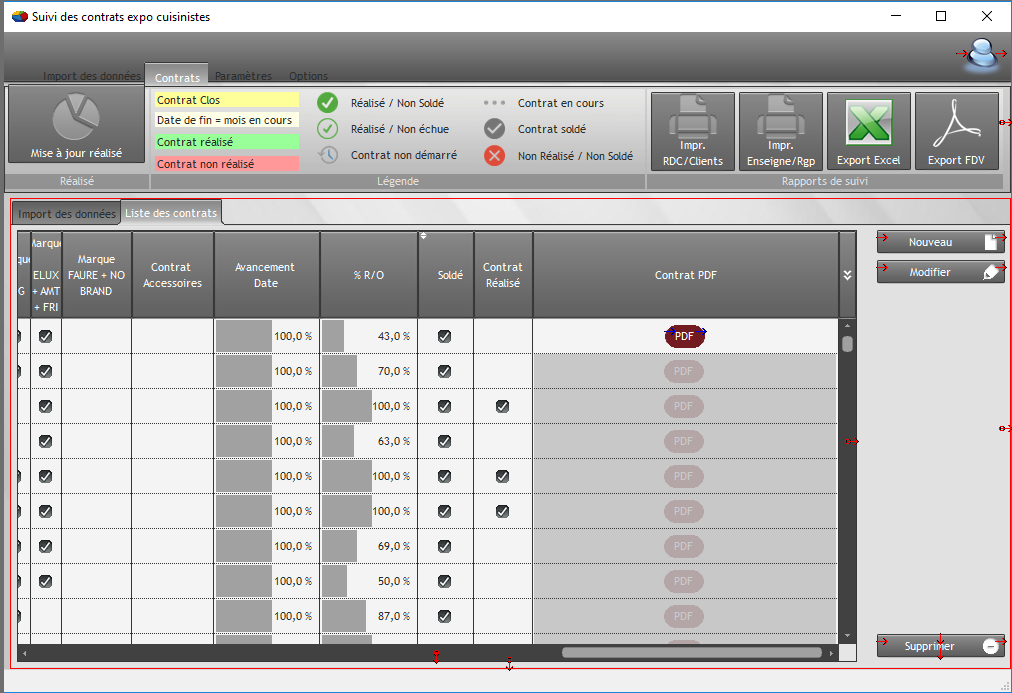 Suivi des contrats expo cuisinistes
Import des données
Contrats
Paramètres
Options
Mise à jour réalisé
Réalisé
Contrat Clos
Date de fin = mois en cours
Contrat réalisé
Contrat non réalisé
Réalisé / Non Soldé
Réalisé / Non échue
Contrat non démarré
Contrat en cours
Contrat soldé
Non Réalisé / Non Soldé
Légende
Impr.
RDC/Clients
Impr.
Enseigne/Rgp
Export Excel
Export FDV
Rapports de suivi
Import des données
Liste des contrats
G
Marque
ELUX
+ AMT
+ FRI
Marque
FAURE + NO
BRAND
Contrat
Accessoires
Avancement
Date
% R/O
Soldé
Contrat
Réalisé
Contrat PDF
100,0 % 43,0 % PDF
100,0 % 70,0 % PDF
100,0 % 100,0 % PDF
100,0 % 63,0 % PDF
100,0 % 100,0 % PDF
100,0 % 100,0 % PDF
100,0 % 69,0 % PDF
100,0 % 50,0 % PDF
100,0 % 87,0 % PDF
Nouveau
Modifier
Supprimer